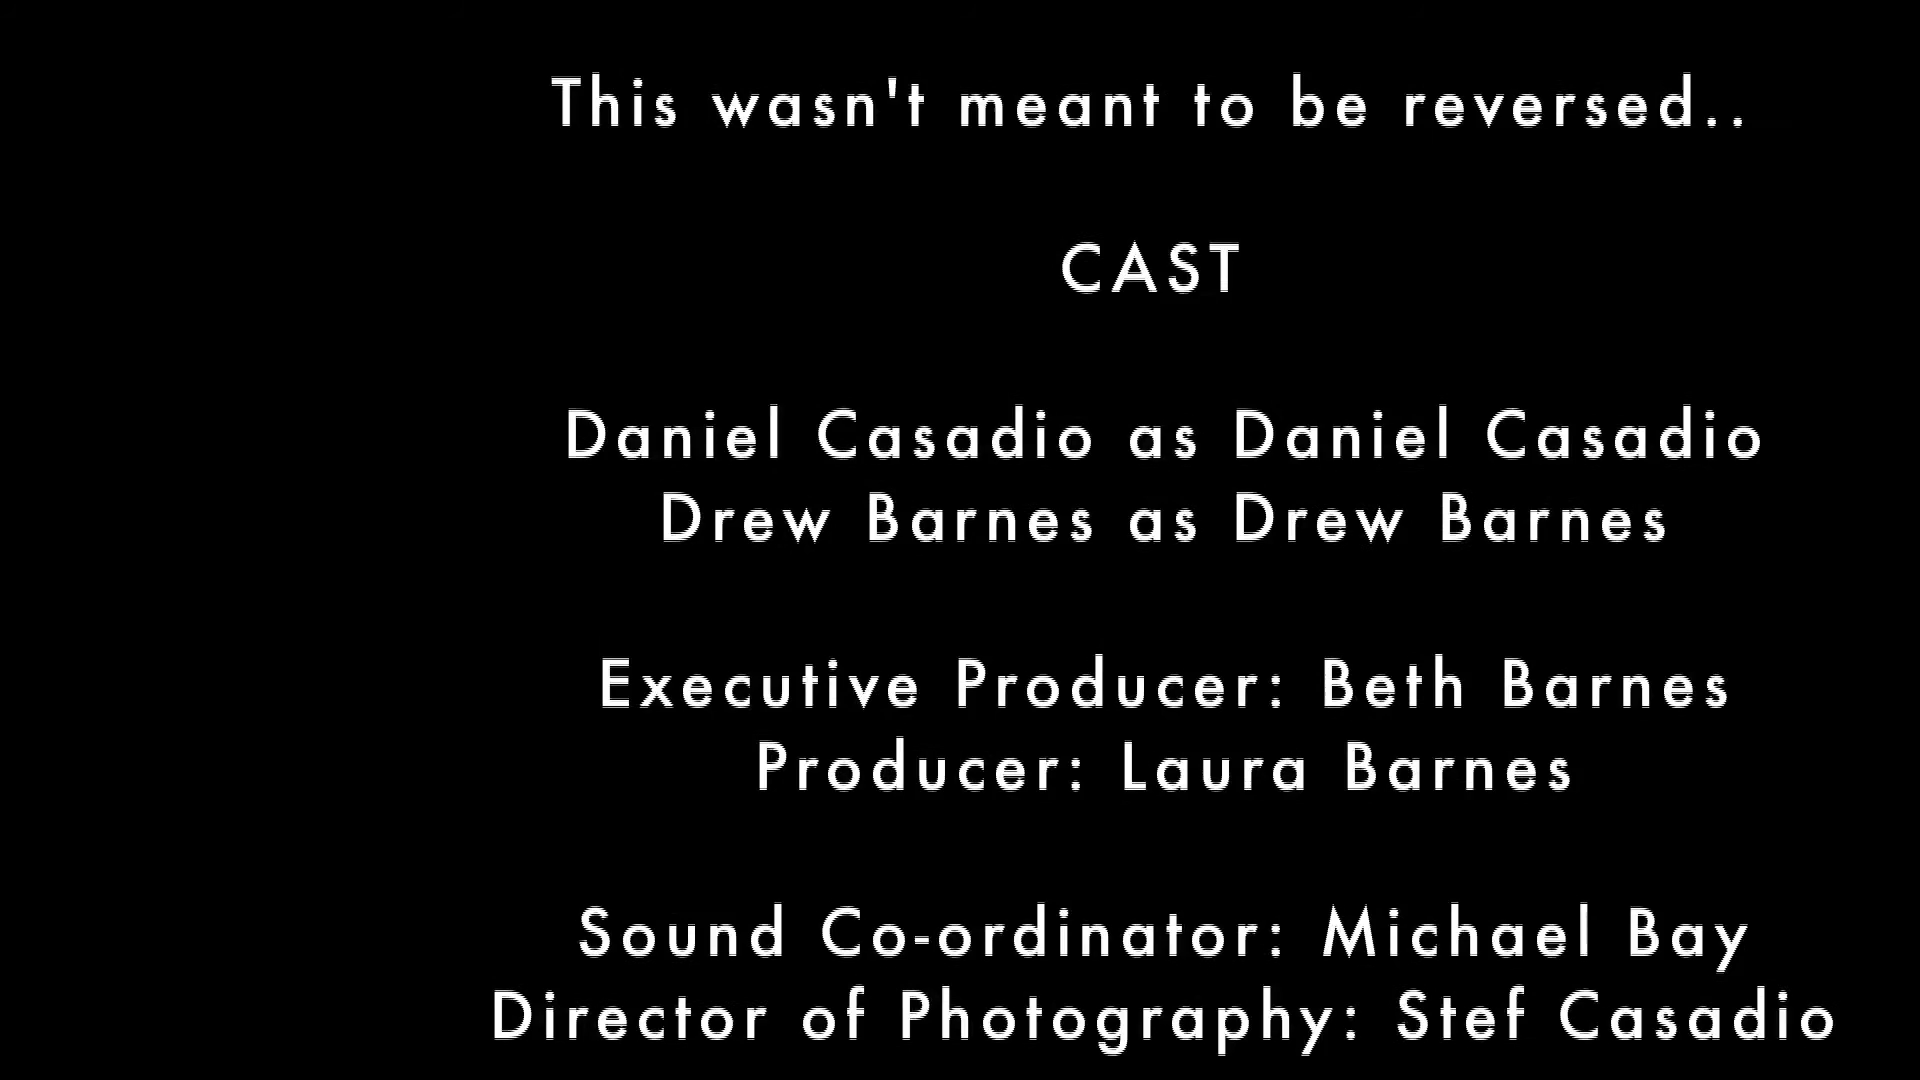 This wasn't meant to be reversed..
CAST
Daniel Casadio as Daniel Casadio
Drew Barnes as Drew Barnes
Executive Producer: Beth Barnes
Producer: Laura Barnes
Sound Co-ordinator: Michael Bay
Director of Photography: Stef Casadio